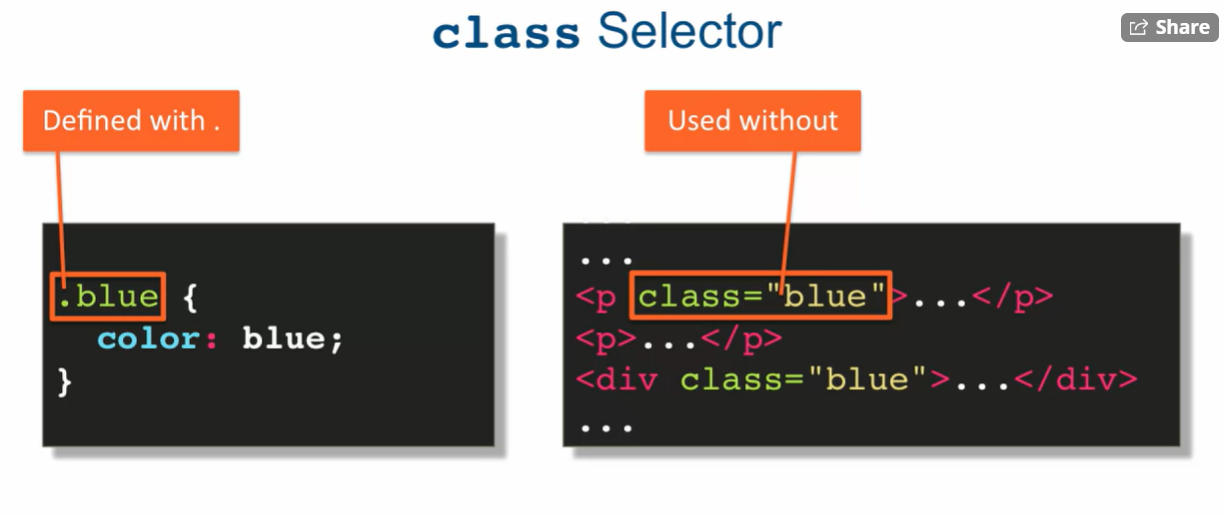 class Selector
Share
Defined with .
Used without
.blue {
color: blue;
}
...
<p class="blue">...</p>
<p>...</p>
<div class="blue">...</div>
...